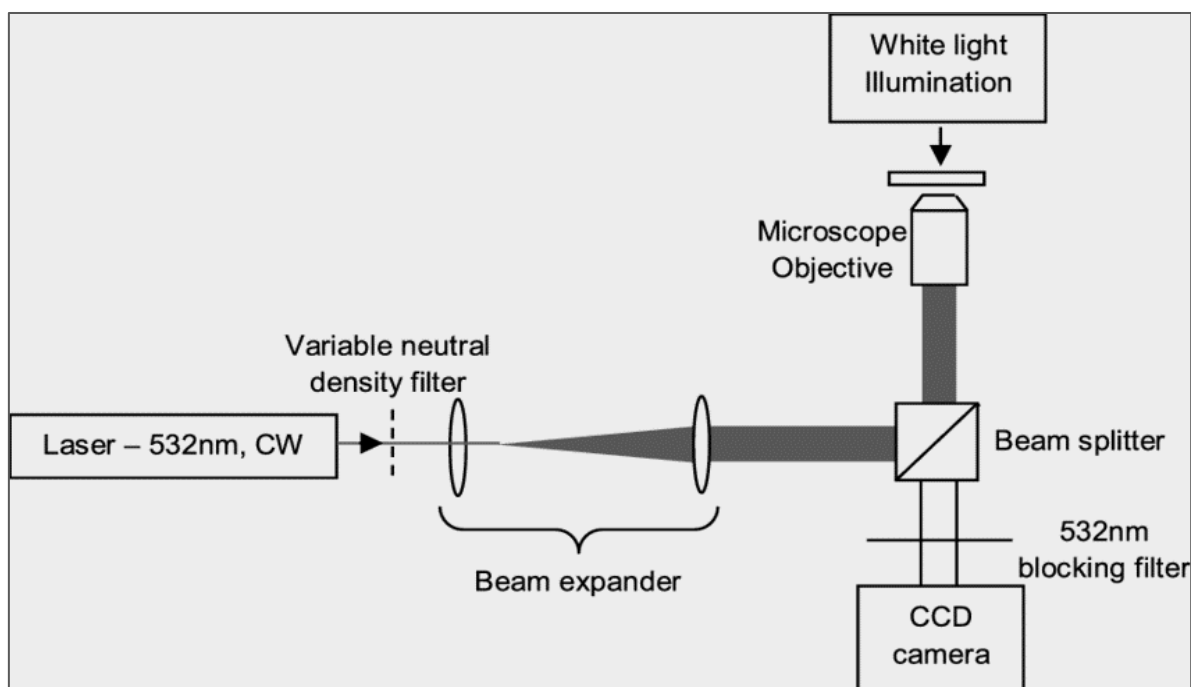 White light
Illumination
Microscope
Objective
Variable neutral
density filter
Laser – 532nm, CW
Beam splitter
532nm
blocking filter
Beam expander
CCD
camera